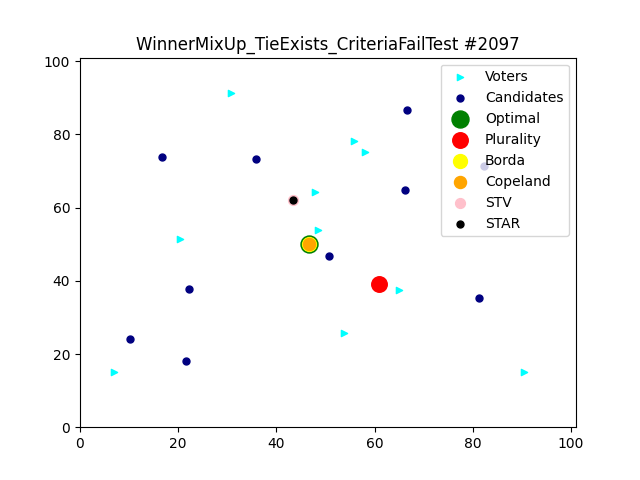 WinnerMixUp_TieExists_CriteriaFailTest #2097
100
80
60
40
20
0
0 20 40 60 80 100
Voters
Candidates
Optimal
Plurality
Borda
Copeland
STV
STAR